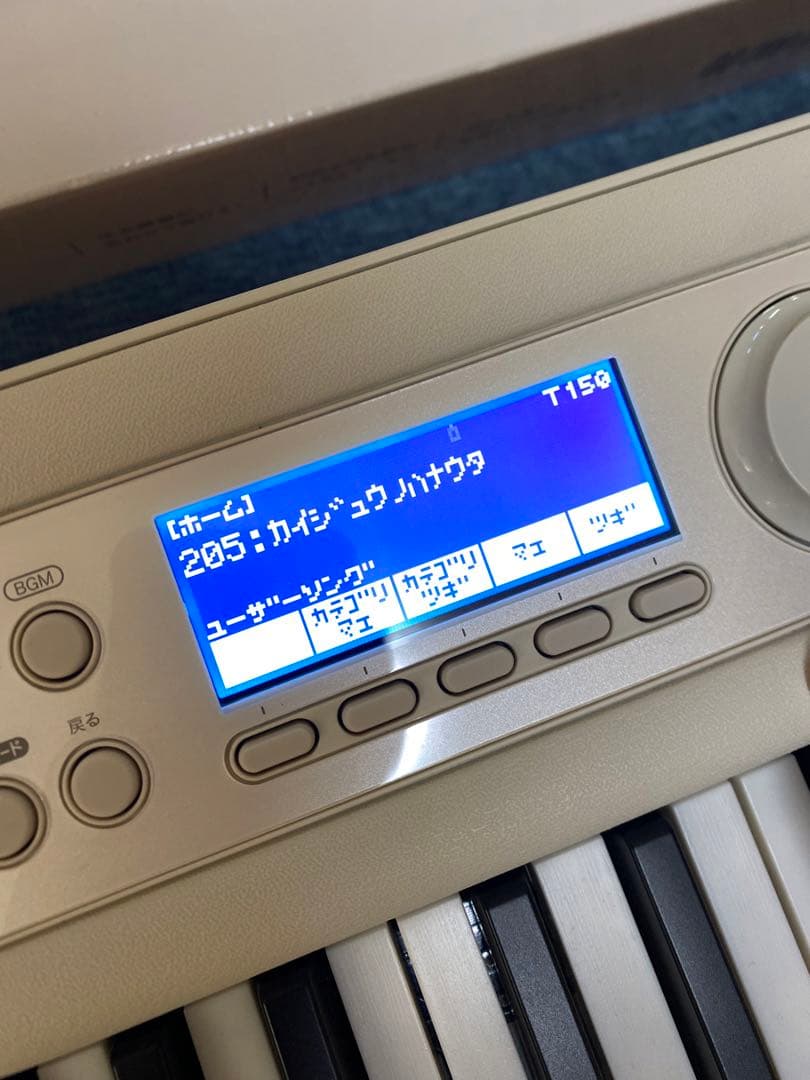 T150
[ホーム]
205:カイジュウノハナウタ
ユーザーソング
カテゴリ
マエ
カテゴリ
ツギ
マエ
ツギ
BGM
戻る
ード